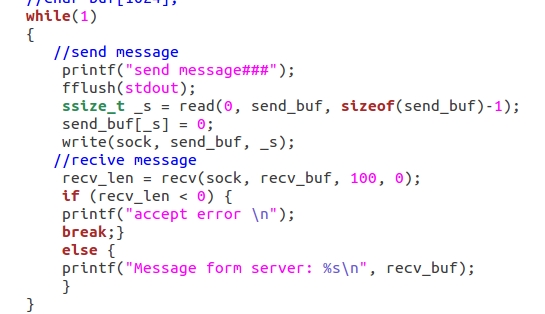 //char buf[1024];
while(1)
{
//send message
printf("send message###");
fflush(stdout);
ssize_t _s = read(0, send_buf, sizeof(send_buf)-1);
send_buf[_s] = 0;
write(sock, send_buf, _s);
//recive message
recv_len = recv(sock, recv_buf, 100, 0);
if (recv_len < 0) {
printf("accept error \n");
break;}
else {
printf("Message form server: %s\n", recv_buf);
}
}